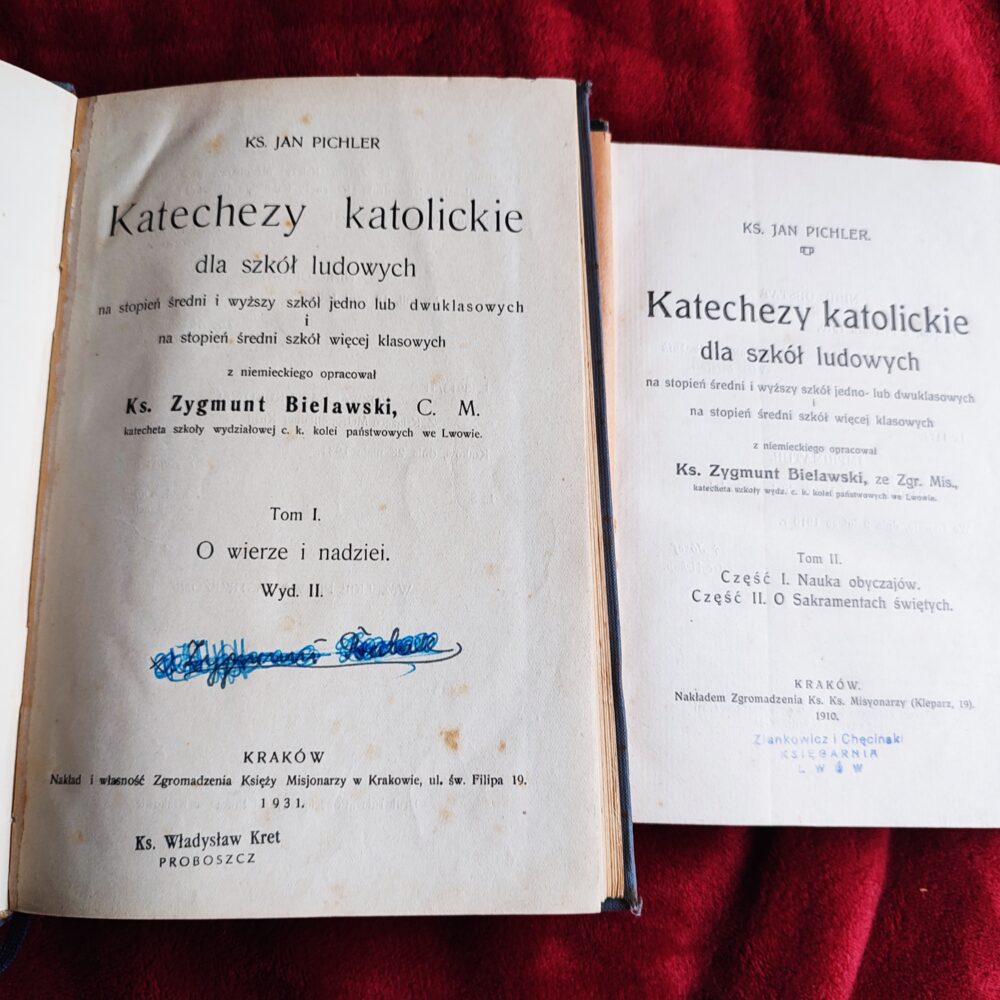 KS. JAN PICHLER
Katechezy katolickie
dla szkół ludowych
na stopień średni i wyższy szkół jedno lub dwuklasowych
i
na stopień średni szkół więcej klasowych
z niemieckiego opracował
Ks. Zygmunt Bielawski, C. M.
katecheta szkoły wydziałowej c. k. kolei państwowych we Lwowie.
Tom I.
O wierze i nadziei.
Wyd. II.
KRAKÓW
Nakład i własność Zgromadzenia Księży Misjonarzy w Krakowie, ul. św. Filipa 19.
1931.
Ks. Władysław Kret
PROBOSZCZ
KS. JAN PICHLER.
Katechezy katolickie
dla szkół ludowych
na stopień średni i wyższy szkół jedno- lub dwuklasowych
i
na stopień średni szkół więcej klasowych
z niemieckiego opracował
Ks. Zygmunt Bielawski, ze Zgr. Mis.,
katecheta szkoły wydz. c. k. kolei państwowych we Lwowie.
Tom II.
Część I. Nauka obyczajów.
Część II. O Sakramentach świętych.
KRAKÓW.
Nakładem Zgromadzenia Ks. Ks. Misyonarzy (Kleparz, 19).
1910.
Zienkowicz i Chęciński
KSIĘGARNIA
LWÓW